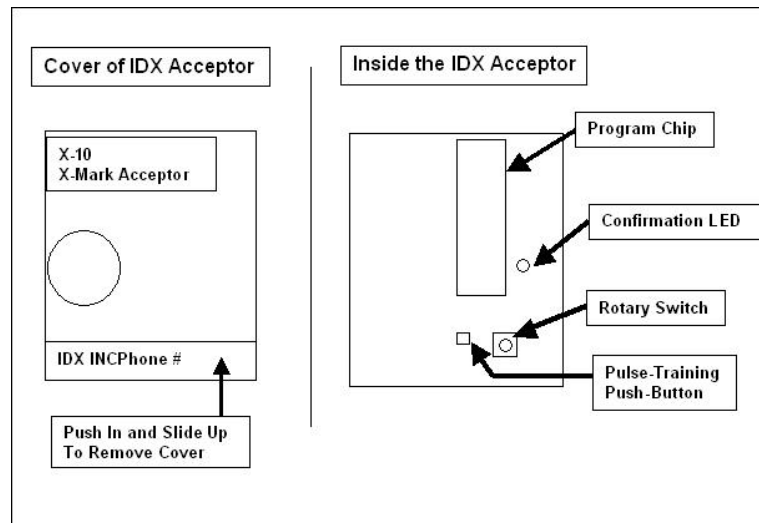 Cover of IDX Acceptor
X-10
X-Mark Acceptor
IDX INCPhone #
Push In and Slide Up
To Remove Cover
Inside the IDX Acceptor
Program Chip
Confirmation LED
Rotary Switch
Pulse-Training
Push-Button